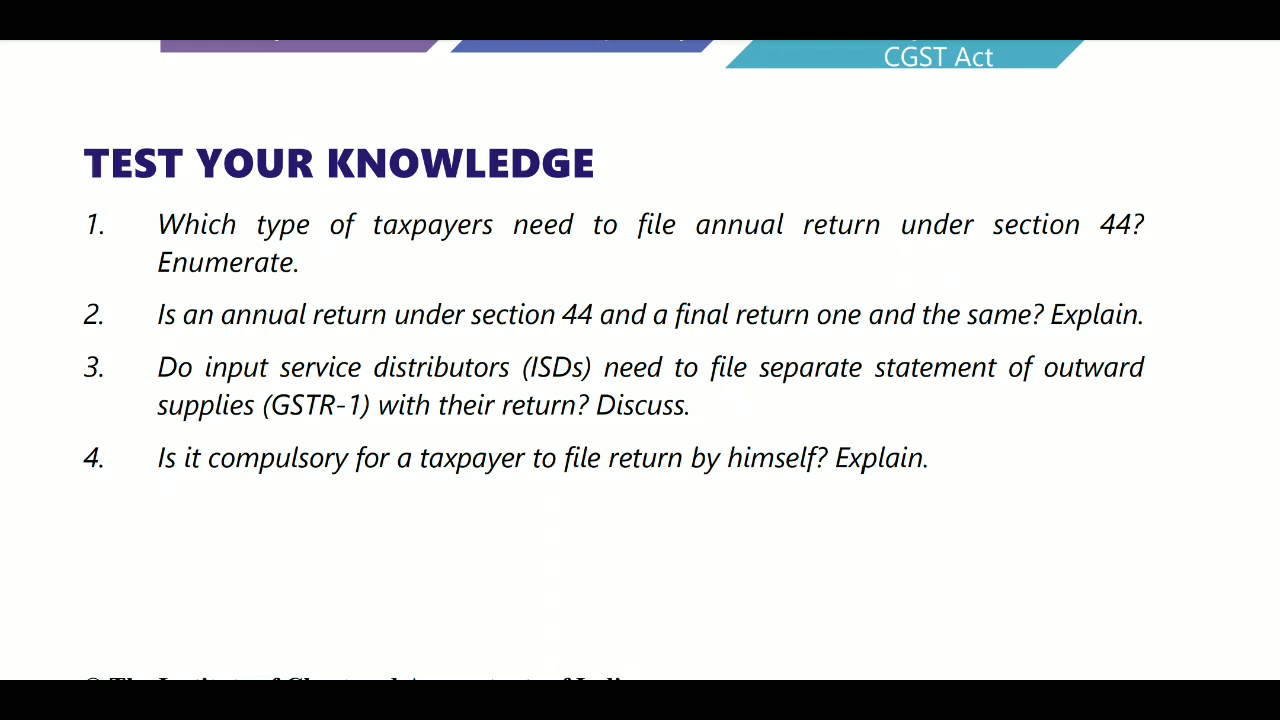 CGST Act
TEST YOUR KNOWLEDGE
1. Which type of taxpayers need to file annual return under section 44?
Enumerate.
2. Is an annual return under section 44 and a final return one and the same? Explain.
3. Do input service distributors (ISDs) need to file separate statement of outward
supplies (GSTR-1) with their return? Discuss.
4. Is it compulsory for a taxpayer to file return by himself? Explain.